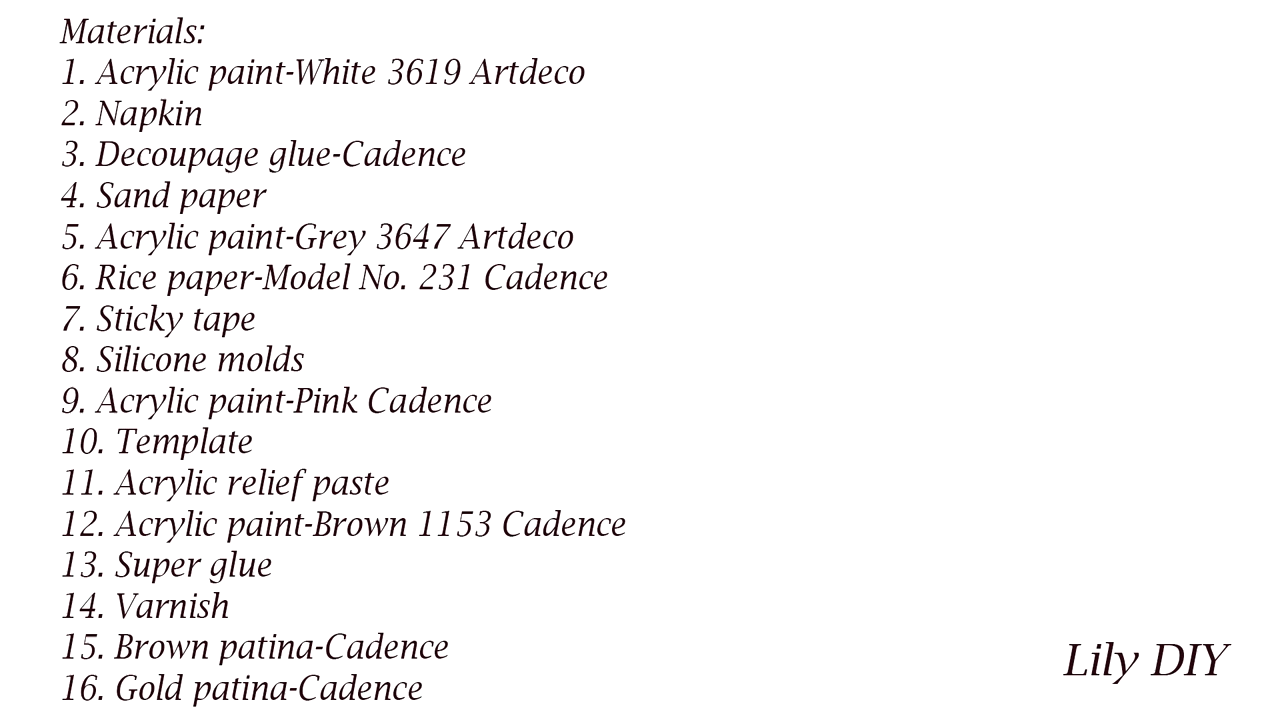 Materials:
1. Acrylic paint-White 3619 Artdeco
2. Napkin
3. Decoupage glue-Cadence
4. Sand paper
5. Acrylic paint-Grey 3647 Artdeco
6. Rice paper-Model No. 231 Cadence
7. Sticky tape
8. Silicone molds
9. Acrylic paint-Pink Cadence
10. Template
11. Acrylic relief paste
12. Acrylic paint-Brown 1153 Cadence
13. Super glue
14. Varnish
15. Brown patina-Cadence
16. Gold patina-Cadence
Lily DIY